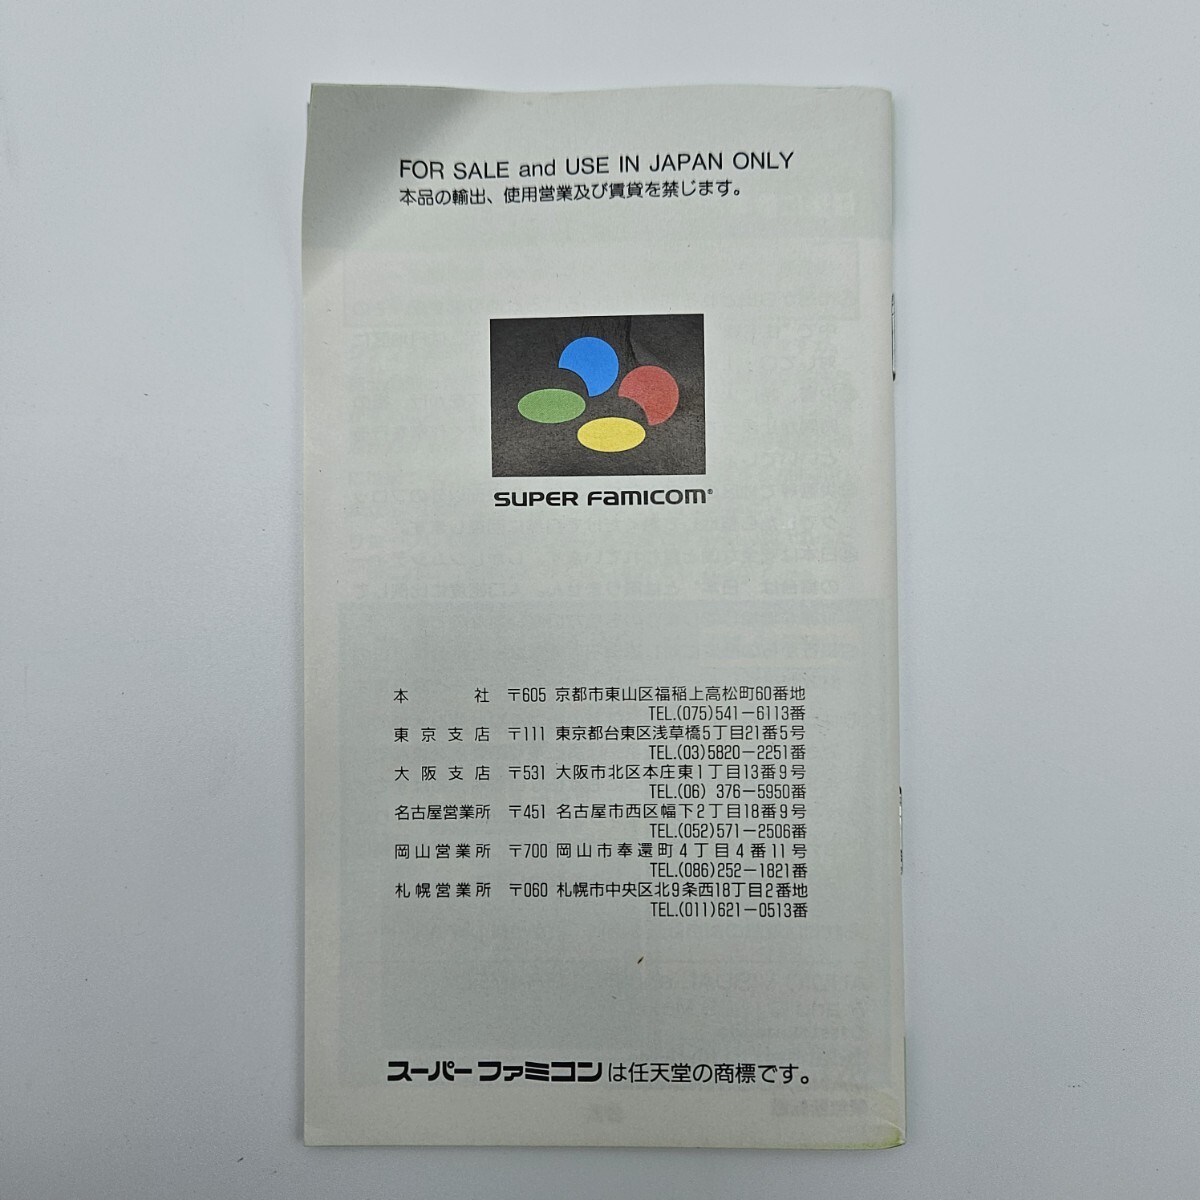 FOR SALE and USE IN JAPAN ONLY
本品の輸出、使用営業及び賃貸を禁じます。
SUPER FAMICOM®
本社 〒605 京都市東山区福稲上高松町60番地
TEL.(075)541-6113番
東京支店 〒111 東京都台東区浅草橋5丁目21番5号
TEL.(03)5820-2251番
大阪支店 〒531 大阪市北区本庄東1丁目13番9号
TEL.(06) 376-5950番
名古屋営業所 〒451 名古屋市西区幅下2丁目18番9号
TEL.(052)571-2506番
岡山営業所 〒700 岡山市奉還町4丁目4番11号
TEL.(086)252-1821番
札幌営業所 〒060 札幌市中央区北9条西18丁目2番地
TEL.(011)621-0513番
スーパーファミコンは任天堂の商標です。